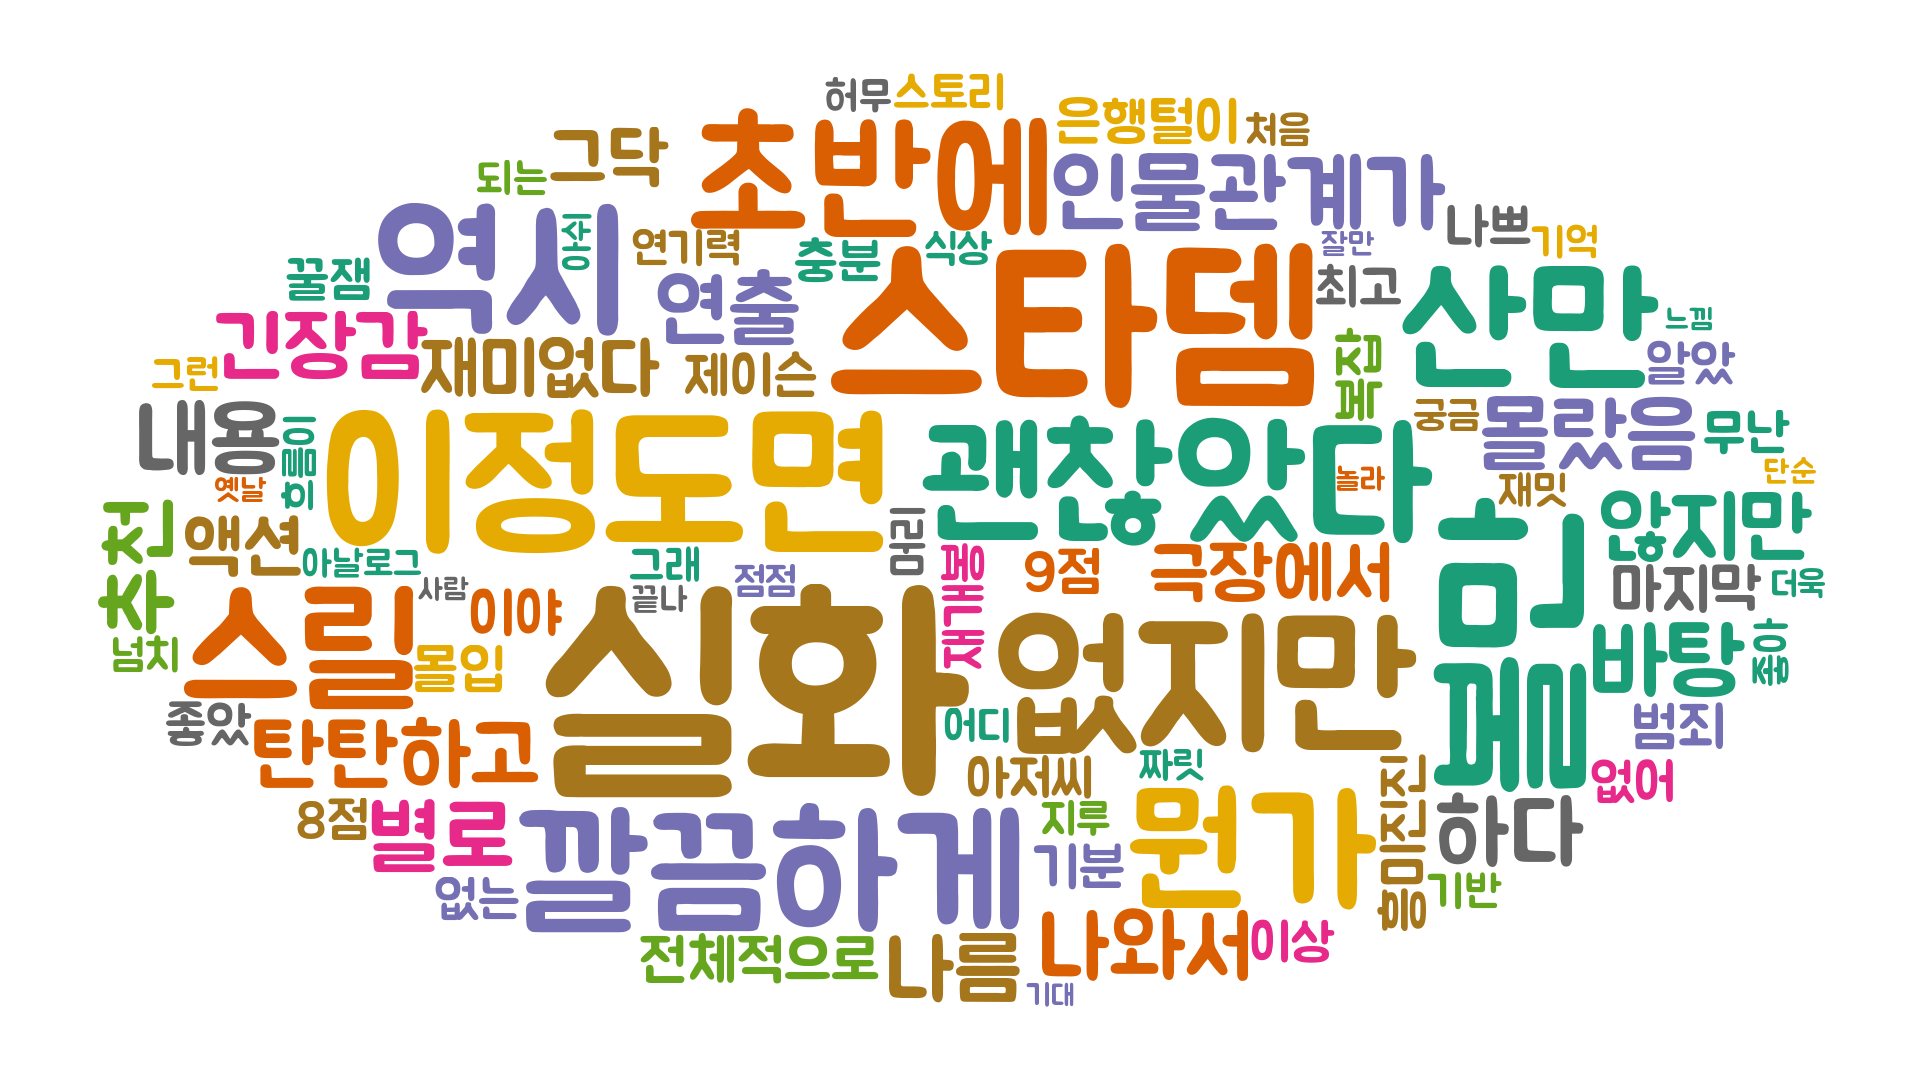 허무
스토리
은행털이
처음
그닥
초반에
인물관계가
되는
역시
송
연기력
충분
식상
잘만
나쁘
기억
꿀잼
연출
스타뎀
최고
산만
느낌
긴장감
재미없다
제이슨
복잡
알았
그런
내용
흐름이
이정도면
괜찮았다
궁금
몰랐음
무난
옛날
놀라
재밋
단순
추천
액션
아날로그
그래
점점
몰리
재개봉
9점
극장에서
않지만
사람
끝나
이야
마지막
더욱
넘치
스릴
몰입
실화
없지만
바탕
좋았
탄탄하고
어디
범죄
아저씨
짜릿
흥미진진
없어
8점
별로
깔끔하게
지루
기분
뭔가
하다
없는
기반
전체적으로
나름
나와서
이상
기대